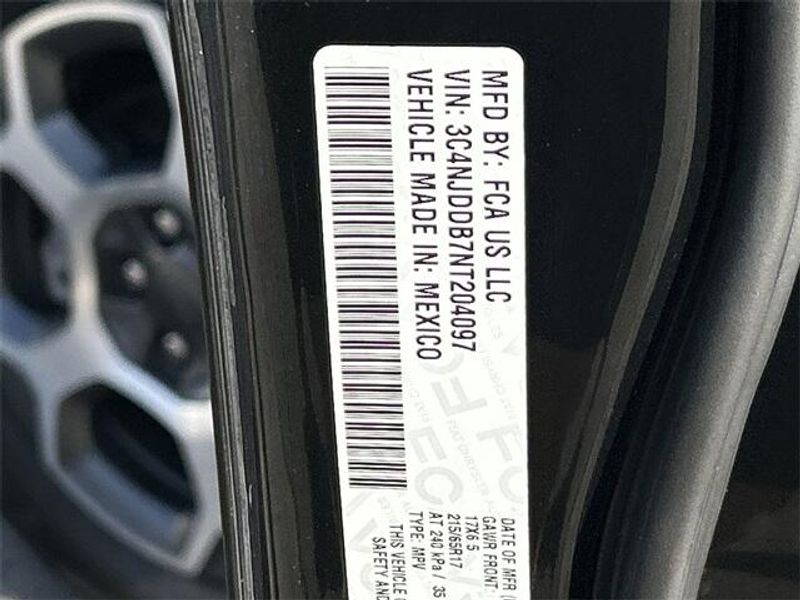 MFD BY: FCA US LLC
VIN: 3C4NJDDB7NT204097
VEHICLE MADE IN: MEXICO
DATE OF MFR
GAWR FRONT:
17X6.5
215/65R17
AT 240 kPa / 35
TYPE: MPV
THIS VEHICLE
SAFETY AND